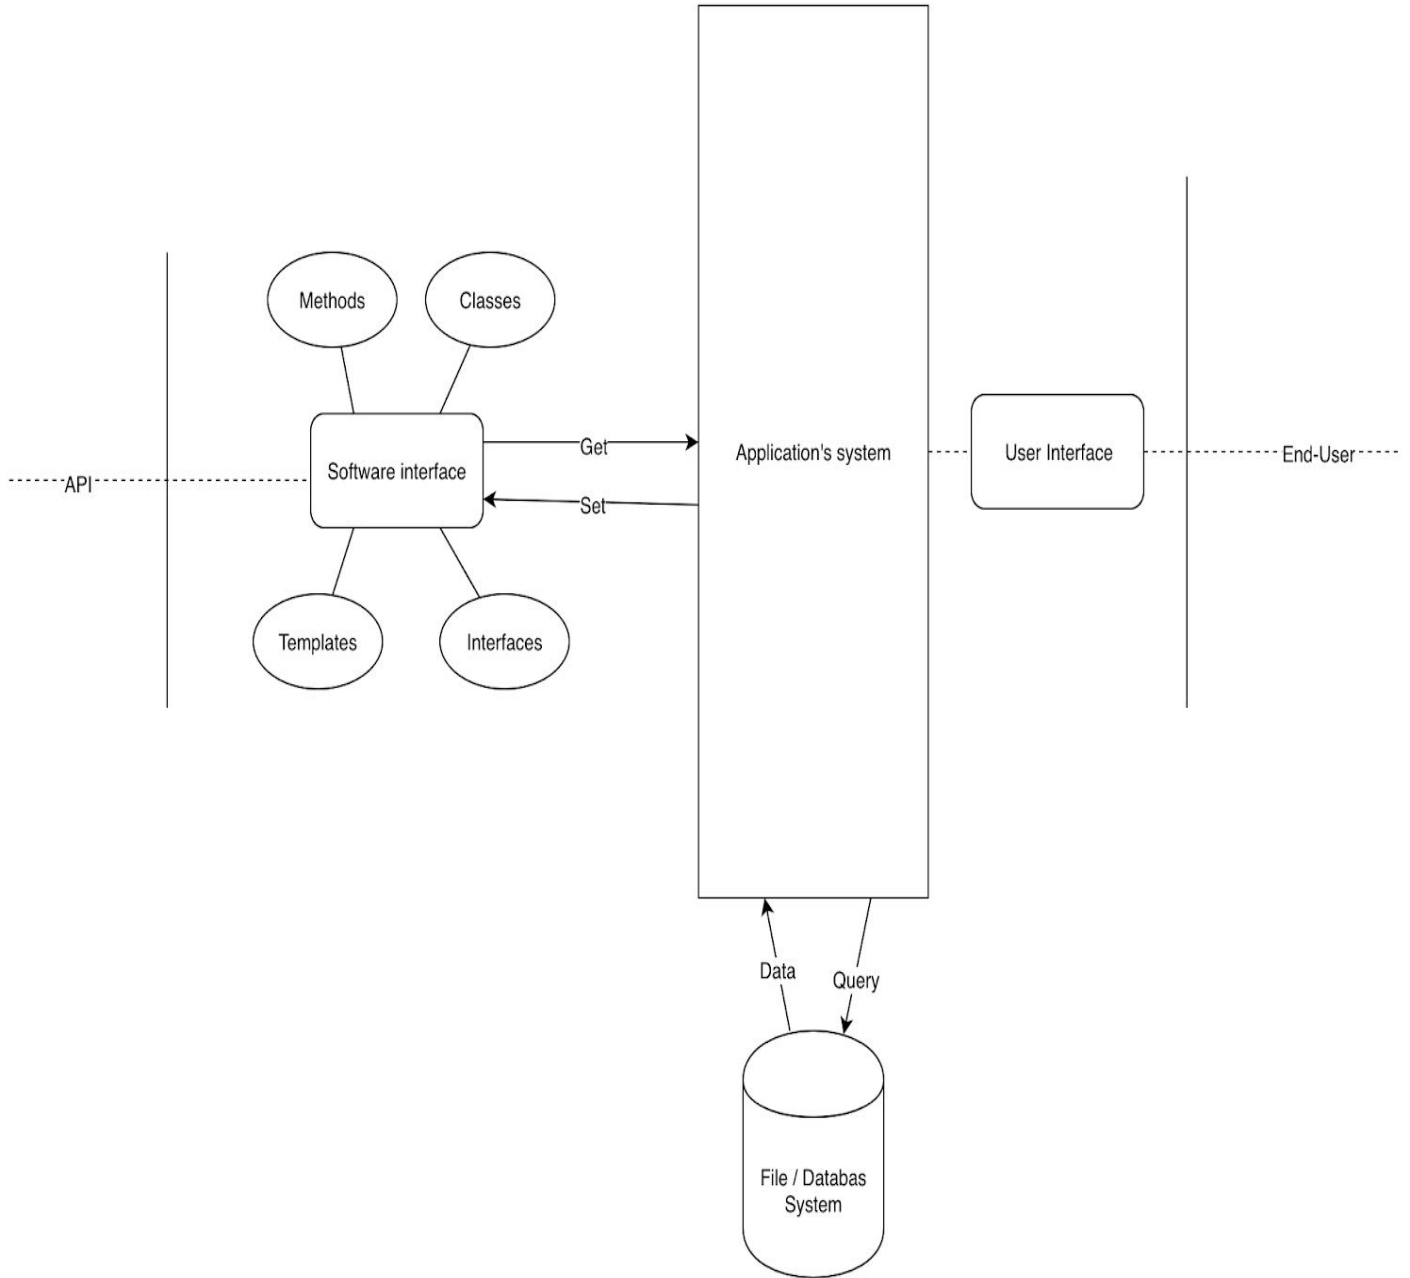 Methods
Classes
Get
Application's system
User Interface
End-User
Software interface
API
Set
Templates
Interfaces
Data
Query
File / Databas
System